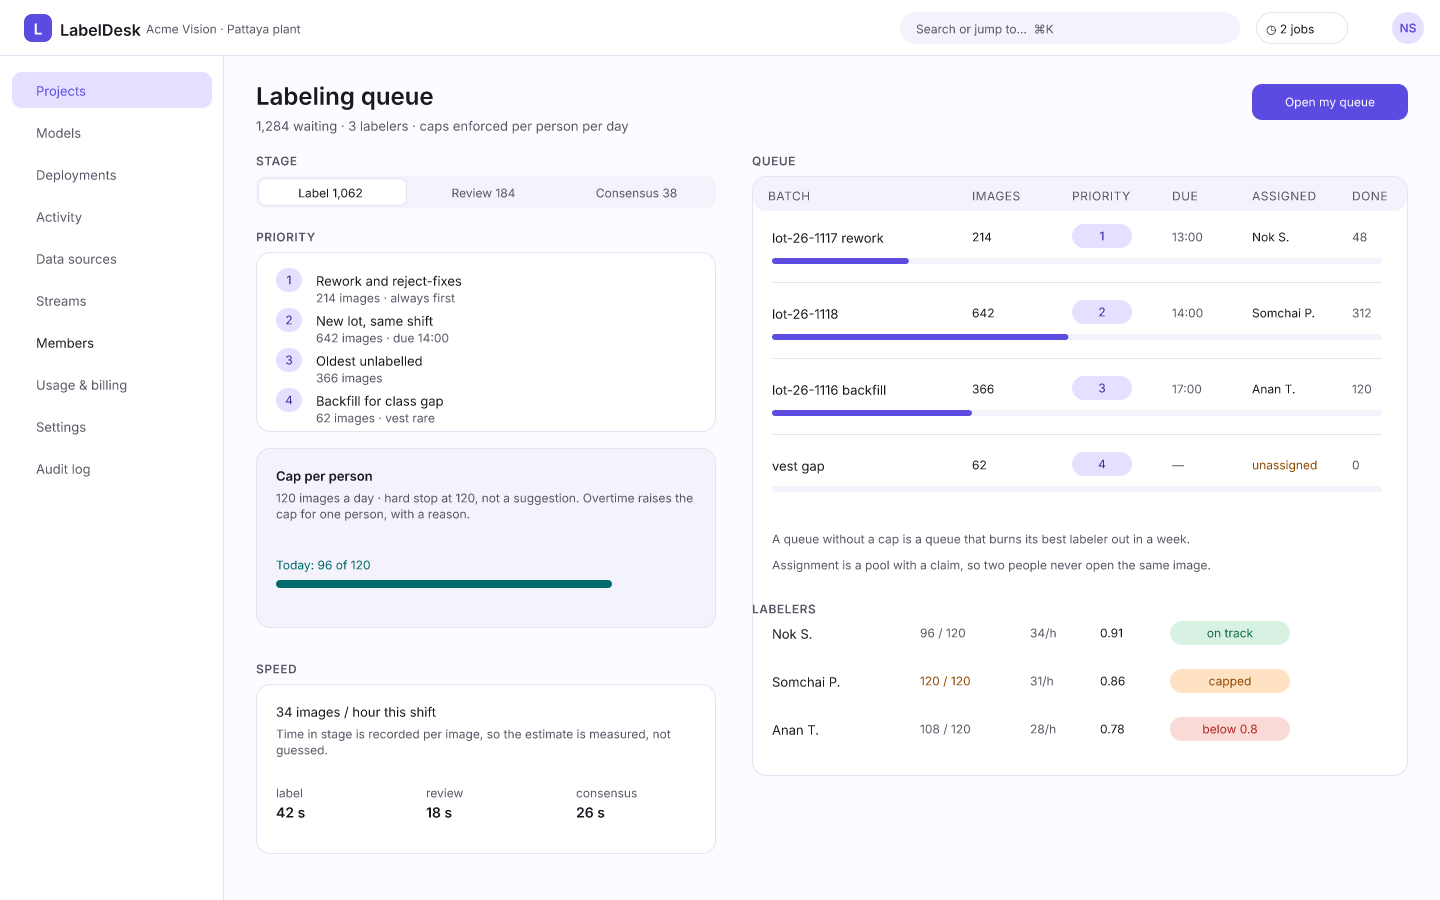 L LabelDesk Acme Vision · Pattaya plant
Search or jump to... ⌘K
2 jobs
NS
Projects
Models
Deployments
Activity
Data sources
Streams
Members
Usage & billing
Settings
Audit log
Labeling queue
1,284 waiting · 3 labelers · caps enforced per person per day
Open my queue
STAGE
Label 1,062 Review 184 Consensus 38
PRIORITY
1 Rework and reject-fixes
214 images · always first
2 New lot, same shift
642 images · due 14:00
3 Oldest unlabelled
366 images
4 Backfill for class gap
62 images · vest rare
Cap per person
120 images a day · hard stop at 120, not a suggestion. Overtime raises the
cap for one person, with a reason.
Today: 96 of 120
SPEED
34 images / hour this shift
Time in stage is recorded per image, so the estimate is measured, not
guessed.
label review consensus
42 s 18 s 26 s
QUEUE
BATCH IMAGES PRIORITY DUE ASSIGNED DONE
lot-26-1117 rework 214 1 13:00 Nok S. 48
lot-26-1118 642 2 14:00 Somchai P. 312
lot-26-1116 backfill 366 3 17:00 Anan T. 120
vest gap 62 4 — unassigned 0
A queue without a cap is a queue that burns its best labeler out in a week.
Assignment is a pool with a claim, so two people never open the same image.
LABELERS
Nok S. 96 / 120 34/h 0.91 on track
Somchai P. 120 / 120 31/h 0.86 capped
Anan T. 108 / 120 28/h 0.78 below 0.8